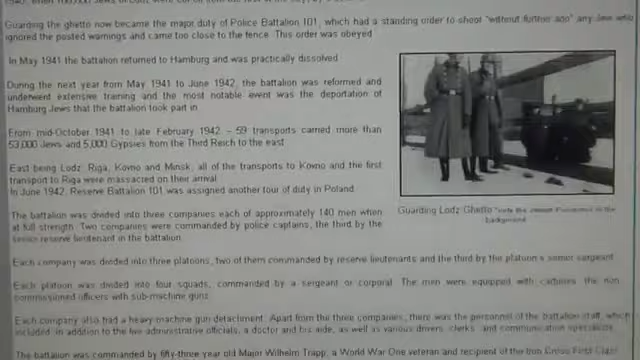 Guarding the ghetto now became the major duty of Police Battalion 101, which had a standing order to shoot "without further ado" any Jew who
ignored the posted warnings and came too close to the fence. This order was obeyed
In May 1941 the battalion returned to Hamburg and was practically dissolved
During the next year from May 1941 to June 1942, the battalion was reformed and
underwent extensive training and the most notable event was the deportation of
Hamburg Jews that the battalion took part in
From mid-October 1941 to late February 1942 - 59 transports carried more than
53,000 Jews and 5,000 Gypsies from the Third Reich to the east
East being Lodz, Riga, Kovno and Minsk, all of the transports to Kovno and the first
transport to Riga were massacred on their arrival
In June 1942, Reserve Battalion 101 was assigned another tour of duty in Poland
The battalion was divided into three companies each of approximately 140 men when
at full strength. Two companies were commanded by police captains, the third by the
senior reserve lieutenant in the battalion
Guarding Lodz Ghetto *note the Jewish in the
background
Each company was divided into three platoons, two of them commanded by reserve lieutenants and the third by the platoon's senior sergeant
Each platoon was divided into four squads, commanded by a sergeant or corporal. The men were equipped with carbines, the non
commissioned officers with sub-machine guns
Each company also had a heavy machine gun detachment. Apart from the three companies, there was the personnel of the battalion staff, which
included in addition to the five administrative officials, a doctor and his aide, as well as various drivers, clerks, and communication specialists
The battalion was commanded by fifty-three year old Major Wilhelm Trapp, a World War One veteran and recipient of the Iron Cross First Class